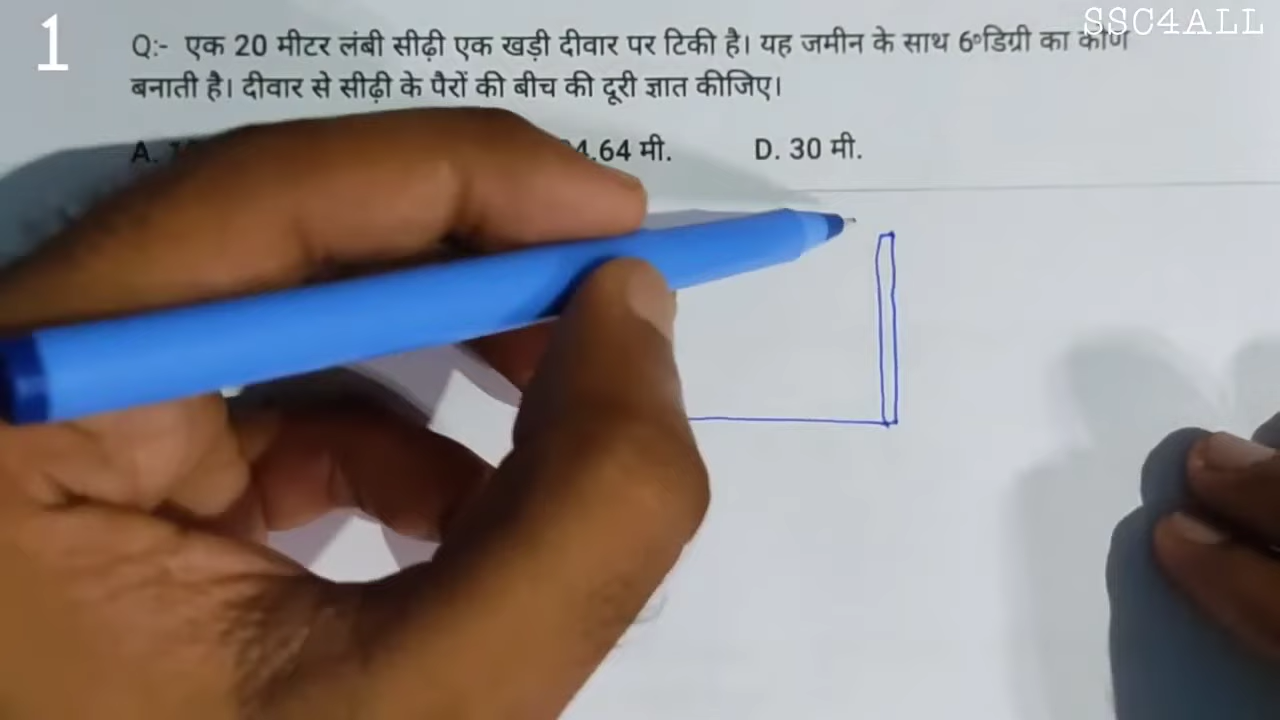 1
SSC4ALL
Q:- एक 20 मीटर लंबी सीढ़ी एक खड़ी दीवार पर टिकी है। यह जमीन के साथ 6°डिग्री का कोण
बनाती है। दीवार से सीढ़ी के पैरों की बीच की दूरी ज्ञात कीजिए।
A. .64 मी. D. 30 मी.